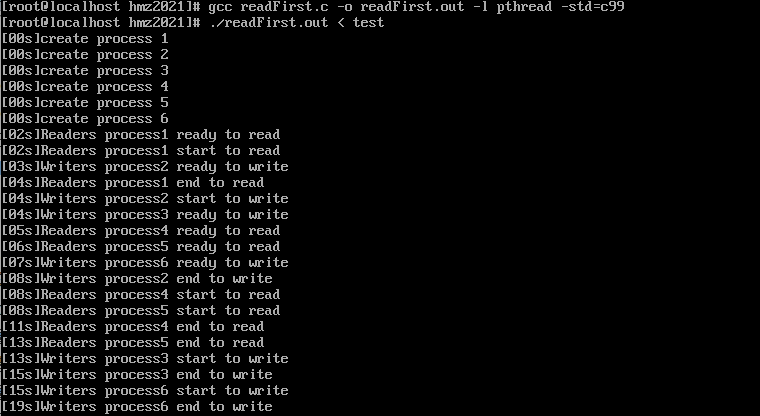 [root@localhost hmz2021]# gcc readFirst.c -o readFirst.out -l pthread -std=c99
[root@localhost hmz2021]# ./readFirst.out < test
[00s]create process 1
[00s]create process 2
[00s]create process 3
[00s]create process 4
[00s]create process 5
[00s]create process 6
[02s]Readers process1 ready to read
[02s]Readers process1 start to read
[03s]Writers process2 ready to write
[04s]Readers process1 end to read
[04s]Writers process2 start to write
[04s]Writers process3 ready to write
[05s]Readers process4 ready to read
[06s]Readers process5 ready to read
[07s]Writers process6 ready to write
[08s]Writers process2 end to write
[08s]Readers process4 start to read
[08s]Readers process5 start to read
[11s]Readers process4 end to read
[13s]Readers process5 end to read
[13s]Writers process3 start to write
[15s]Writers process3 end to write
[15s]Writers process6 start to write
[19s]Writers process6 end to write